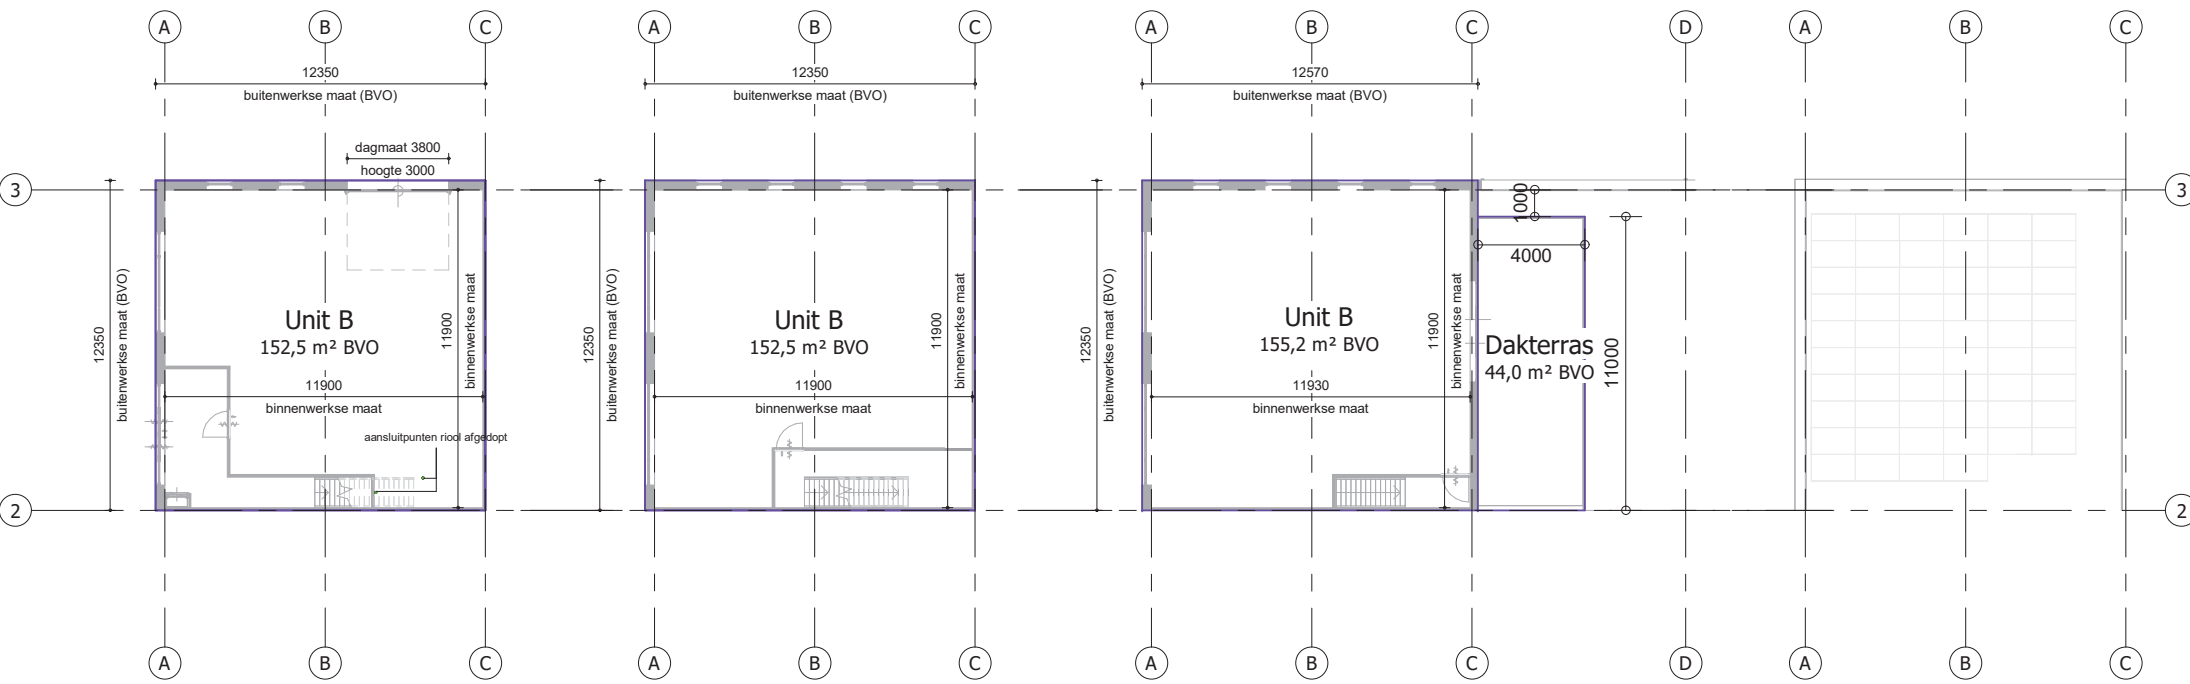 A B C A B C A B C D A B C
12350 12350 12570
buitenwerkse maat (BVO) buitenwerkse maat (BVO) buitenwerkse maat (BVO)
dagmaat 3800
hoogte 3000
3 3
12350
buitenwerkse maat (BVO)
Unit B
152,5 m² BVO
11900
binnenwerkse maat
11900
binnenwerkse maat
aansluitpunten riool afgedopt
12350
buitenwerkse maat (BVO)
Unit B
152,5 m² BVO
11900
binnenwerkse maat
11900
binnenwerkse maat
12350
buitenwerkse maat (BVO)
Unit B
155,2 m² BVO
11900
binnenwerkse maat
11930
binnenwerkse maat
1000
4000
Dakterras
44,0 m² BVO
11000
2 2
A B C A B C A B C D A B C